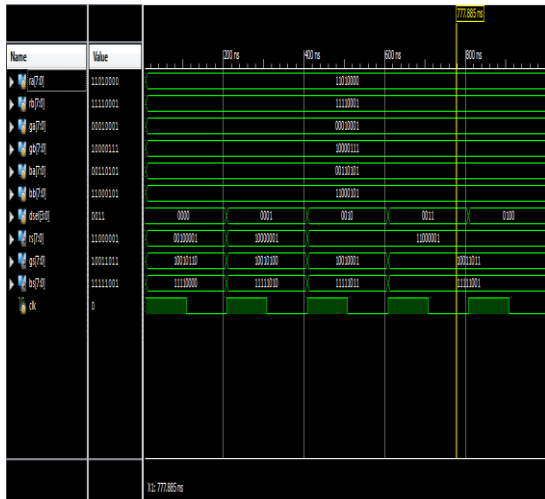 777.885 ns
Name Value
200 ns 400 ns 600 ns 800 ns
ra[7:0] 11010000 11010000
rb[7:0] 11110001 11110001
ga[7:0] 00010001 00010001
gb[7:0] 10000111 10000111
ba[7:0] 00110101 00110101
bb[7:0] 11000101 11000101
dsel[3:0] 0011 0000 0001 0010 0011 0100
rs[7:0] 11000001 00100001 10000001 11000001
gs[7:0] 10011011 10010110 10010100 10010001 10011011
bs[7:0] 11111001 11110000 11111010 11111011 11111001
clk 0
X1: 777.885 ns